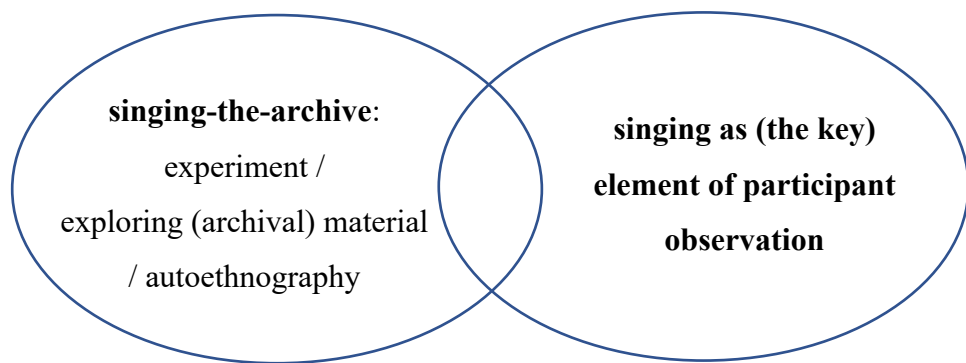 singing-the-archive:
experiment /
exploring (archival) material
/ autoethnography
singing as (the key)
element of participant
observation